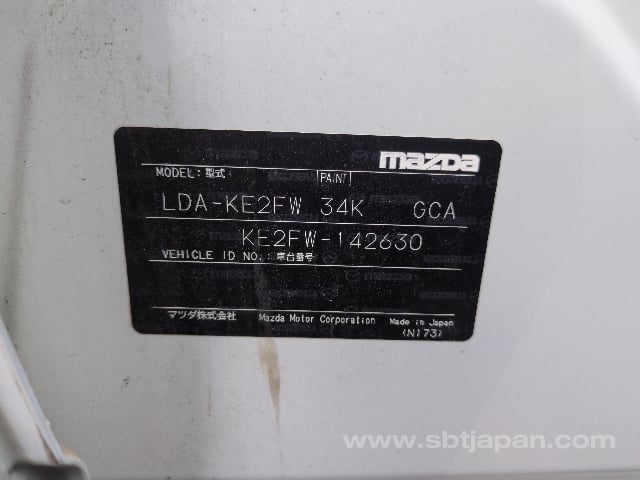 mazda
MODEL:型式 PAINT
LDA-KE2FW 34K GCA
KE2FW-142630
VEHICLE ID NO.:車台番号
マツダ株式会社 Mazda Motor Corporation Made in Japan
(N173)
www.sbtjapan.com